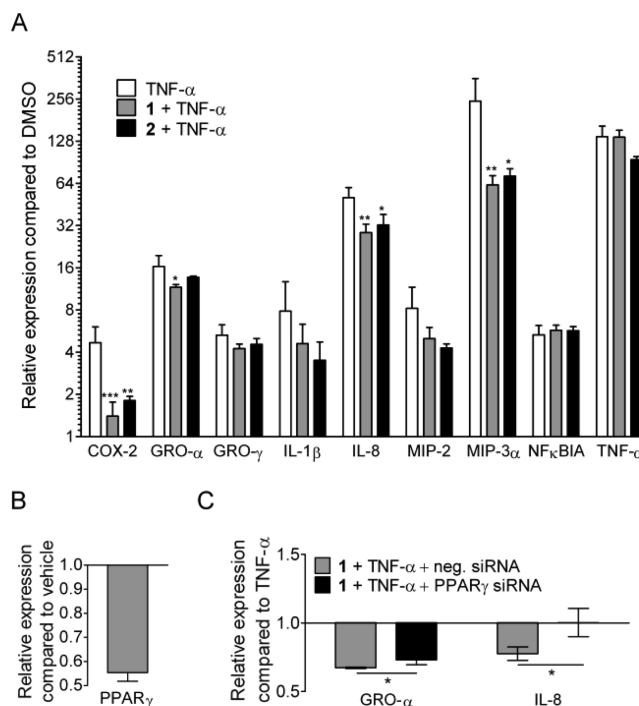 A
Relative expression compared to DMSO
512
256
128
64
32
16
8
4
2
1
TNF-α
1 + TNF-α
2 + TNF-α
*** ** * ** * ** *
COX-2 GRO-α GRO-γ IL-1β IL-8 MIP-2 MIP-3α NFκBIA TNF-α
B
Relative expression
compared to vehicle
1.0
0.9
0.8
0.7
0.6
0.5
PPARγ
C
Relative expression
compared to TNF-α
1.5
1.0
0.5
1 + TNF-α + neg. siRNA
1 + TNF-α + PPARγ siRNA
* *
GRO-α IL-8